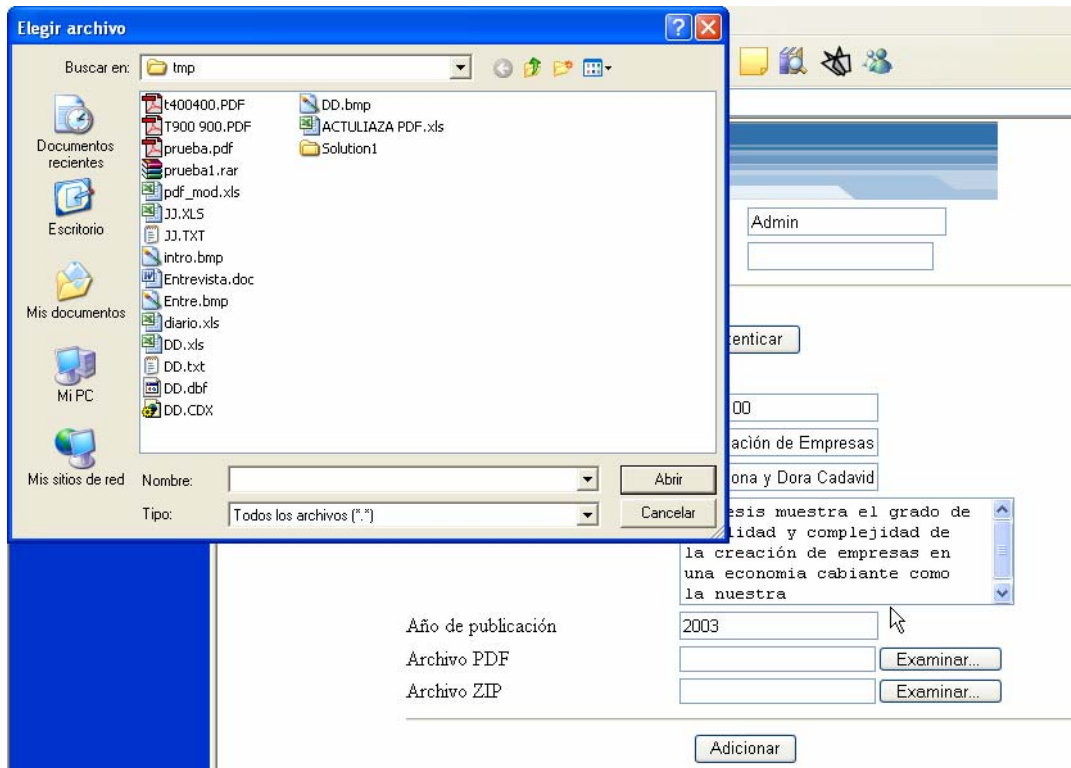 Elegir archivo
Buscar en: tmp
Documentos recientes
Escritorio
Mis documentos
Mi PC
Mis sitios de red
t400400.PDF
T900 900.PDF
prueba.pdf
prueba1.rar
pdf_mod.xls
JJ.XLS
JJ.TXT
intro.bmp
Entrevista.doc
Entre.bmp
diario.xls
DD.xls
DD.txt
DD.dbf
DD.CDX
DD.bmp
ACTULIAZA PDF.xls
Solution1
Nombre:
Abrir
Tipo: Todos los archivos (*.*)
Cancelar
Admin
tenticar
00
aciòn de Empresas
ona y Dora Cadavid
esis muestra el grado de
lidad y complejidad de
la creación de empresas en
una economia cabiante como
la nuestra
Año de publicación 2003
Archivo PDF Examinar...
Archivo ZIP Examinar...
Adicionar